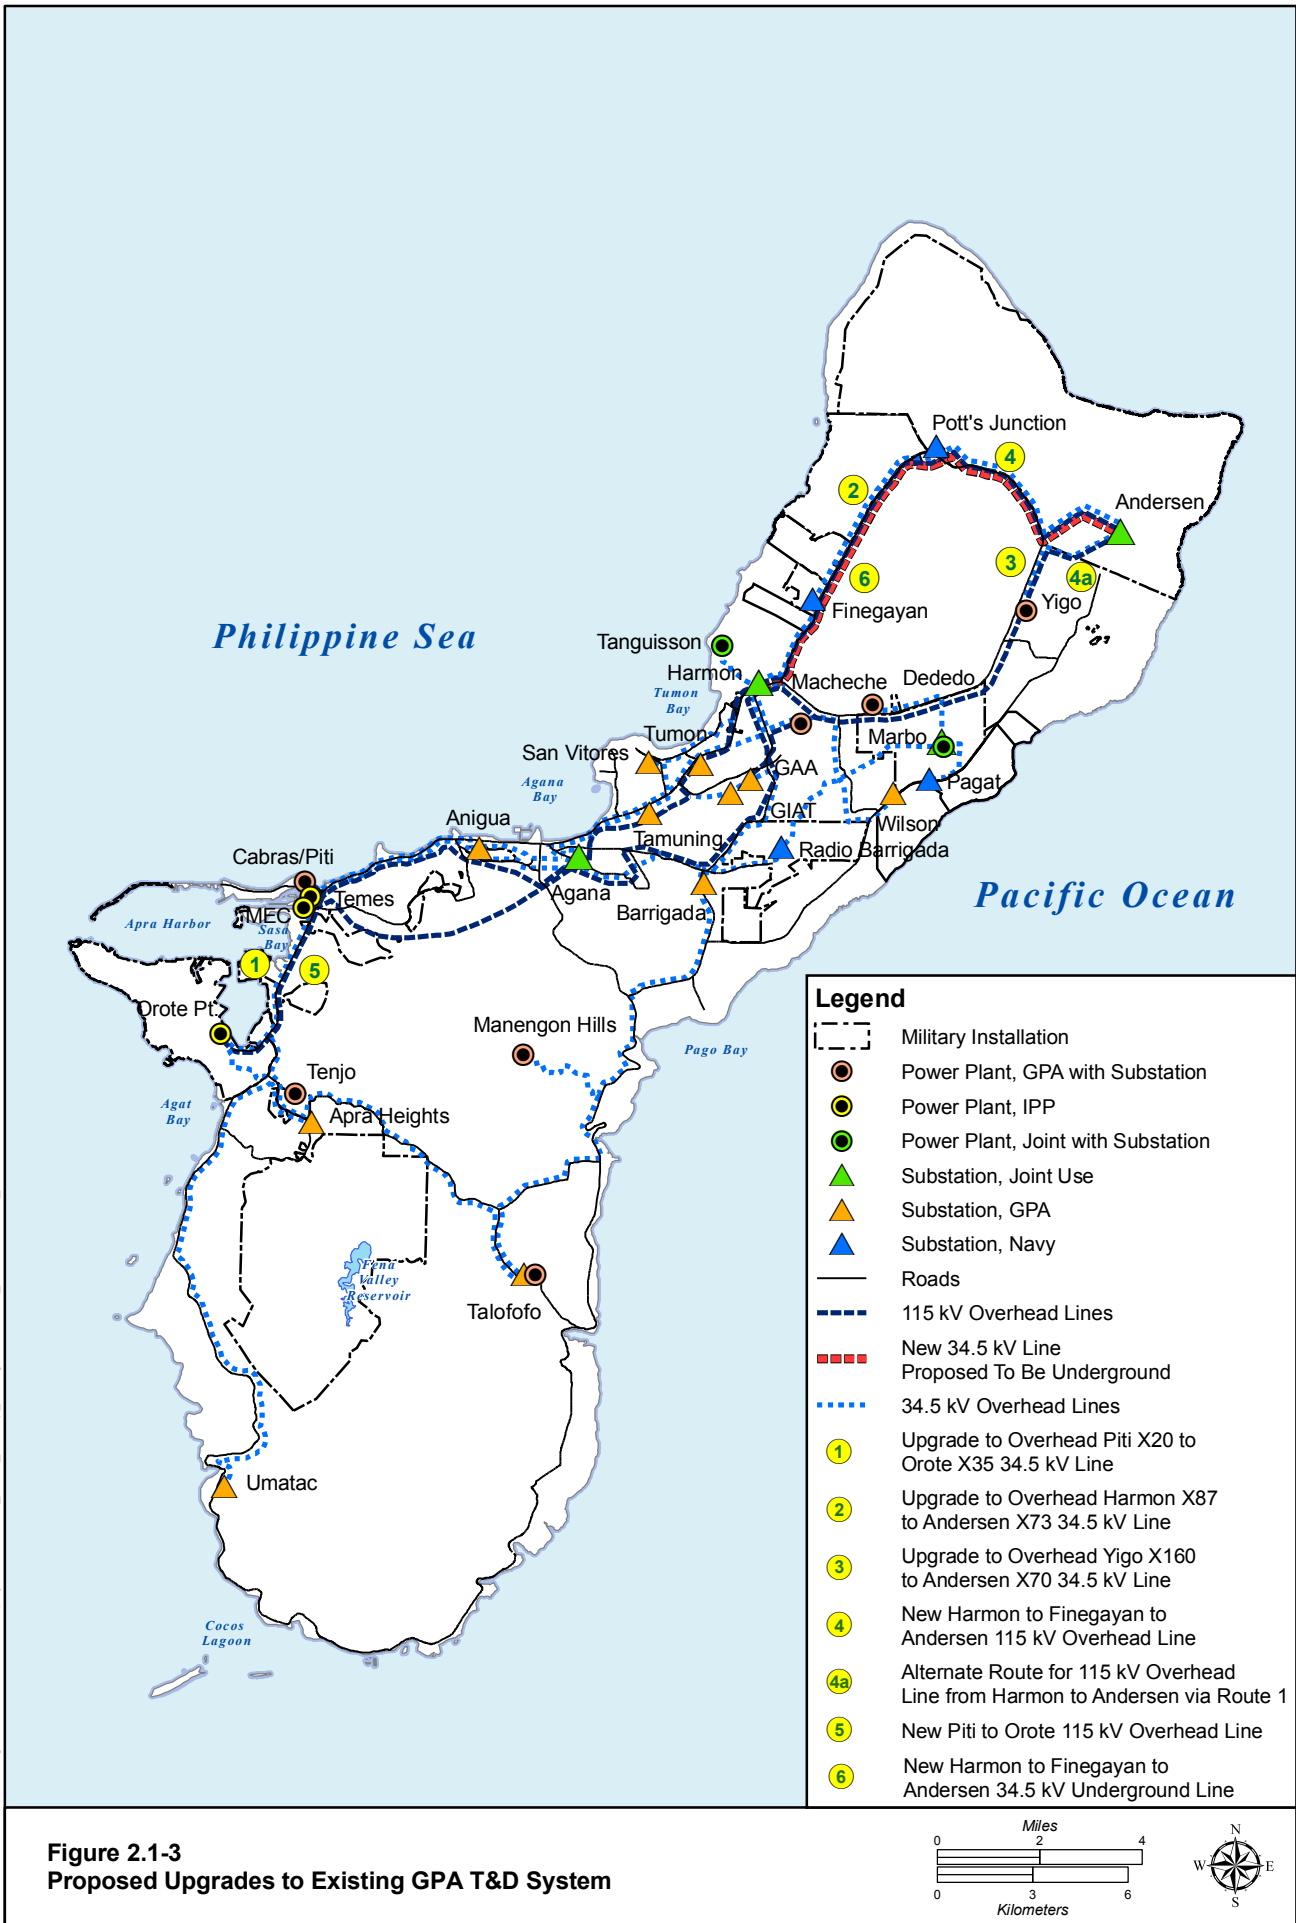 Pott's Junction
4
2
Andersen
3
4a
6
Yigo
Finegayan
Philippine Sea
Tanguisson
Harmon
Macheche
Dededo
Tumon
Bay
Tumon
Marbo
San Vitores
GAA
Pagat
Agana
Bay
GIAT
Anigua
Wilson
Tamuning
Radio Barrigada
Cabras/Piti
Agana
Temes
Barrigada
Pacific Ocean
MEC
Apra Harbor
Sasa
Bay
1
5
Orote Pt.
Manengon Hills
Pago Bay
Tenjo
Agat
Bay
Apra Heights
Fena
Valley
Reservoir
Talofofo
Umatac
Cocos
Lagoon
Legend
Military Installation
Power Plant, GPA with Substation
Power Plant, IPP
Power Plant, Joint with Substation
Substation, Joint Use
Substation, GPA
Substation, Navy
Roads
115 kV Overhead Lines
New 34.5 kV Line
Proposed To Be Underground
34.5 kV Overhead Lines
1 Upgrade to Overhead Piti X20 to
Orote X35 34.5 kV Line
2 Upgrade to Overhead Harmon X87
to Andersen X73 34.5 kV Line
3 Upgrade to Overhead Yigo X160
to Andersen X70 34.5 kV Line
4 New Harmon to Finegayan to
Andersen 115 kV Overhead Line
4a Alternate Route for 115 kV Overhead
Line from Harmon to Andersen via Route 1
5 New Piti to Orote 115 kV Overhead Line
6 New Harmon to Finegayan to
Andersen 34.5 kV Underground Line
Figure 2.1-3
Proposed Upgrades to Existing GPA T&D System
Miles
0 2 4
0 3 6
Kilometers
N
W E
S